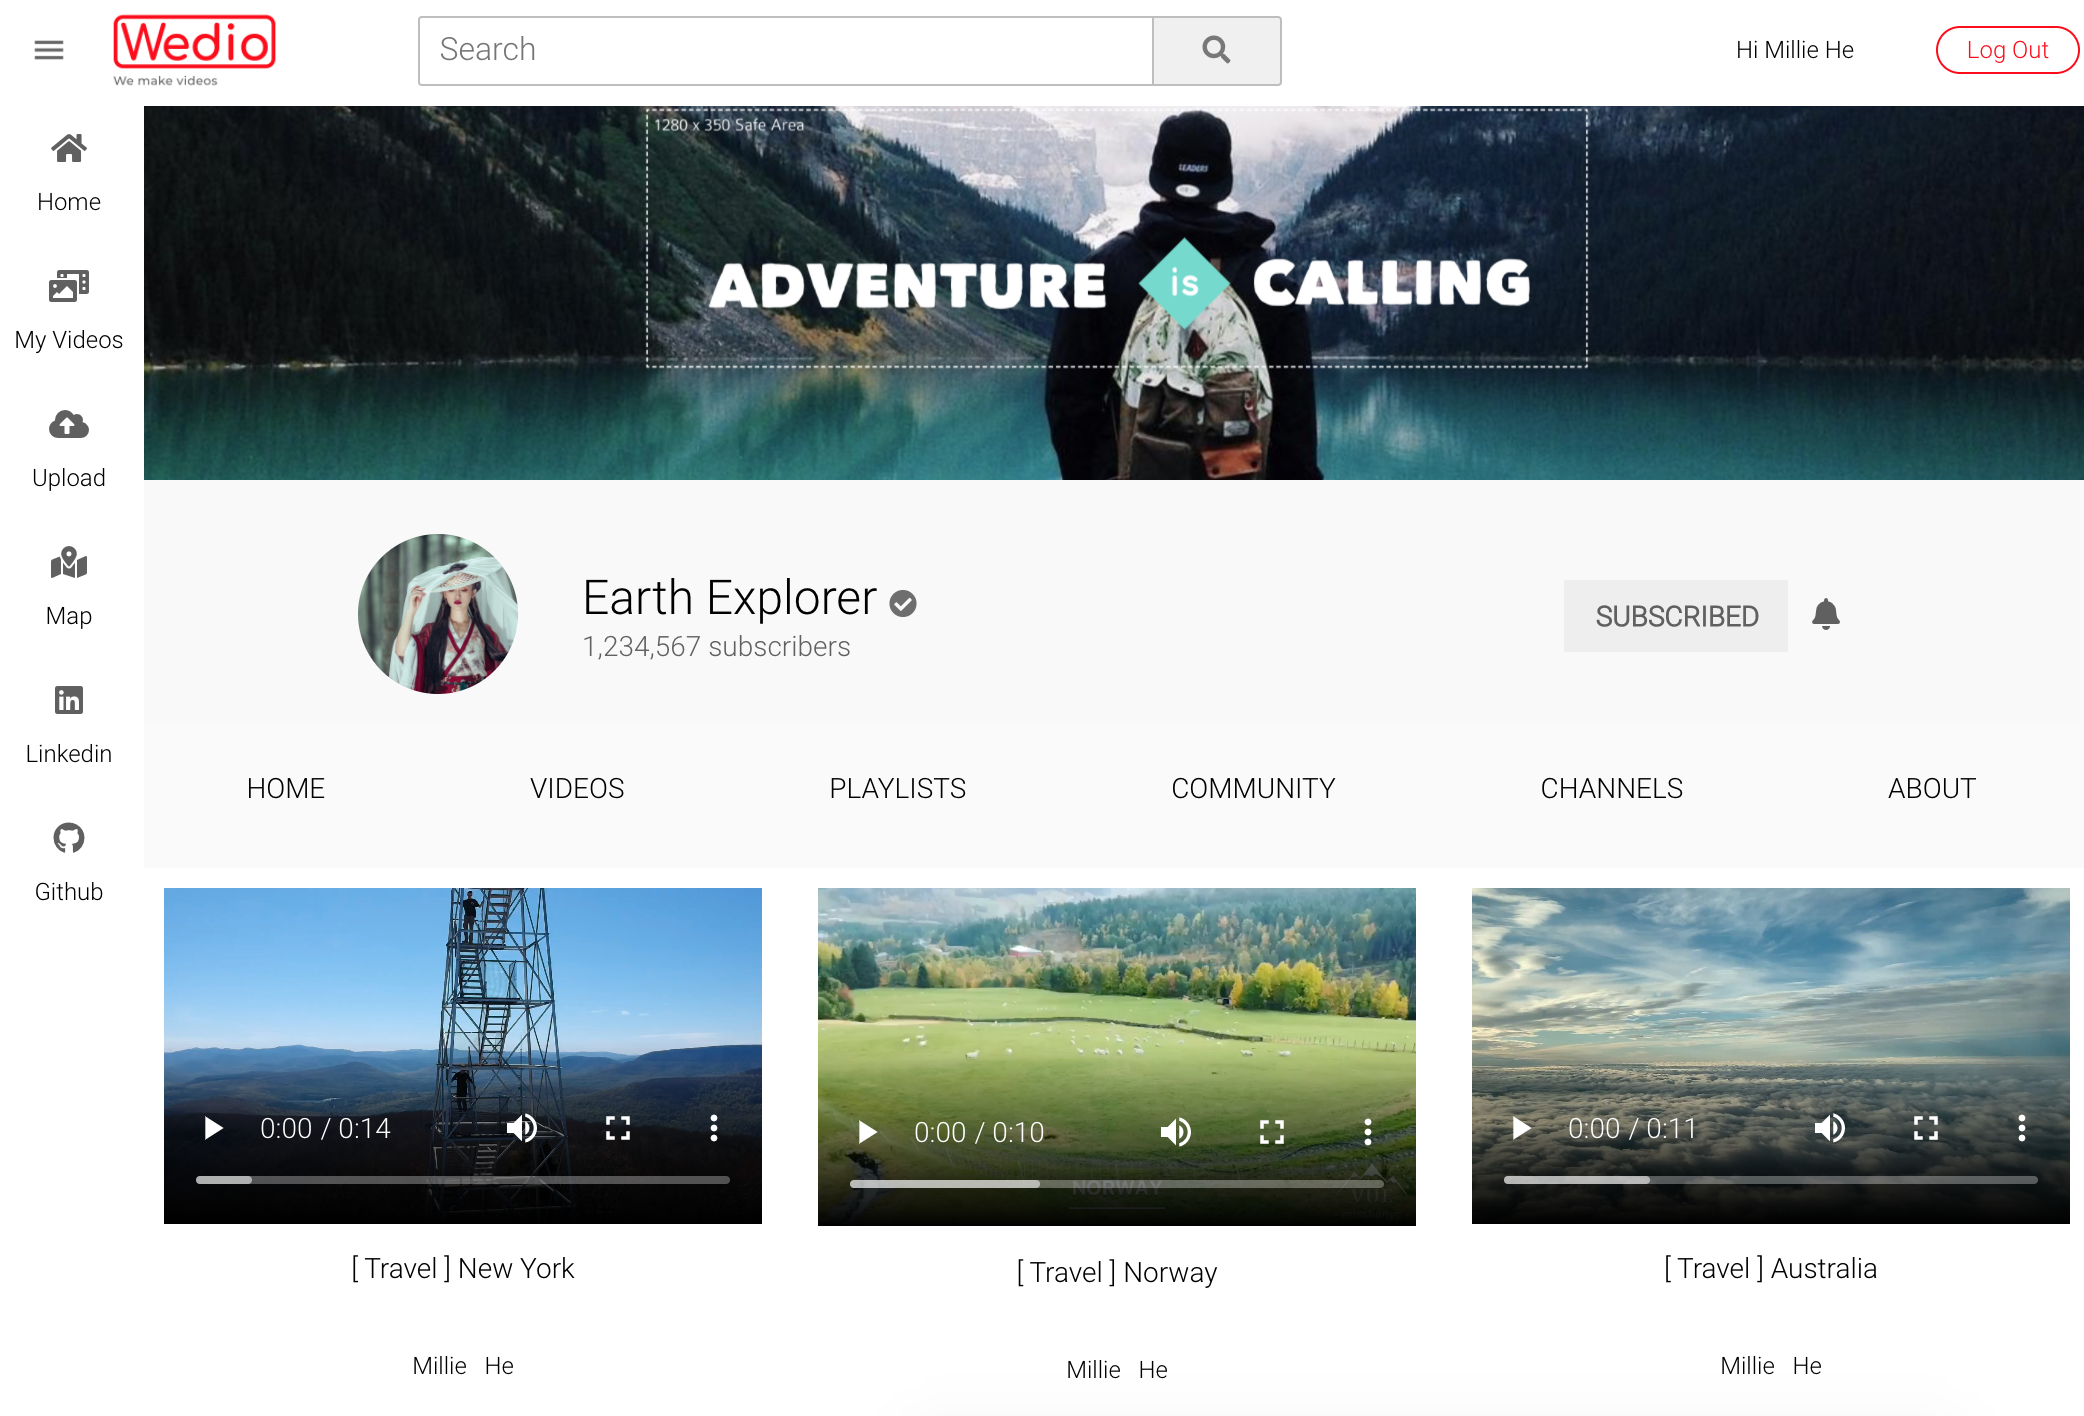 Wedio
We make videos
Search
Hi Millie He
Log Out
Home
My Videos
Upload
Map
Linkedin
Github
1280 x 350 Safe Area
LEADERS
ADVENTURE is CALLING
Earth Explorer
1,234,567 subscribers
SUBSCRIBED
HOME VIDEOS PLAYLISTS COMMUNITY CHANNELS ABOUT
0:00 / 0:14
0:00 / 0:10
0:00 / 0:11
NORWAY
[ Travel ] New York
[ Travel ] Norway
[ Travel ] Australia
Millie He
Millie He
Millie He